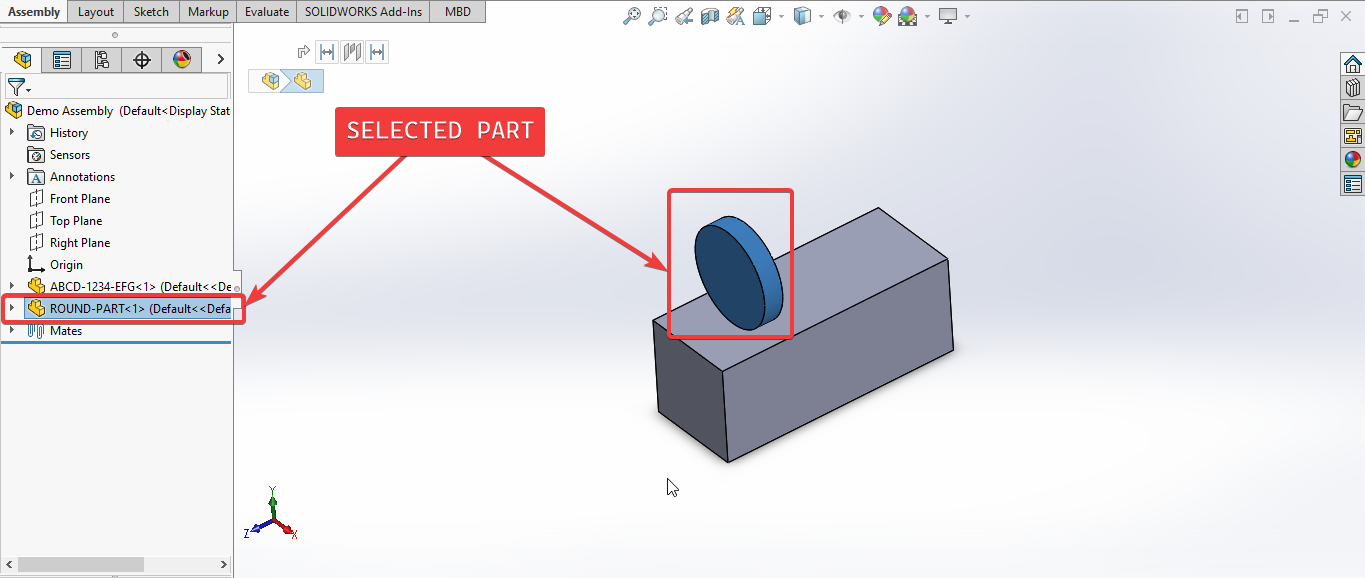 Assembly Layout Sketch Markup Evaluate SOLIDWORKS Add-Ins MBD
SELECTED PART
Demo Assembly (Default<Display Stat
History
Sensors
Annotations
Front Plane
Top Plane
Right Plane
Origin
ABCD-1234-EFG<1> (Default<<De
ROUND-PART<1> (Default<<Defa
Mates
Y
Z
X